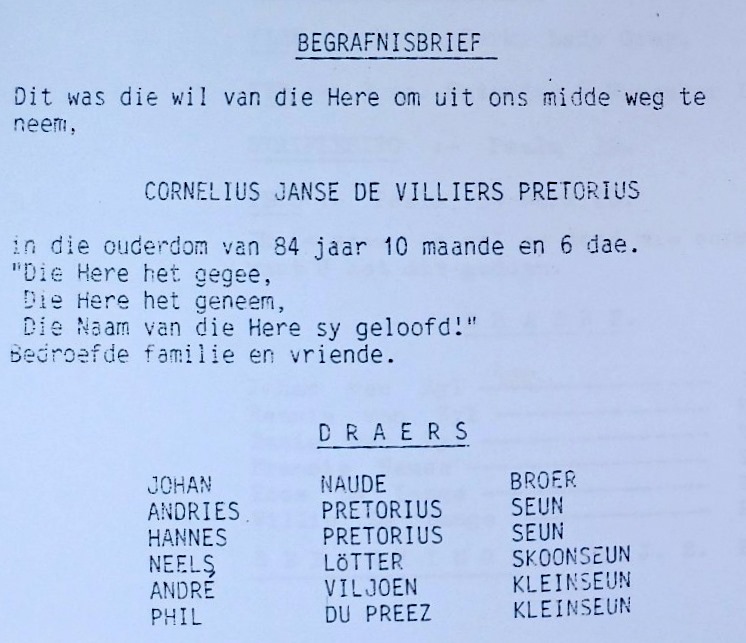 BEGRAFNISBRIEF
Dit was die wil van die Here om uit ons midde weg te
neem,
CORNELIUS JANSE DE VILLIERS PRETORIUS
in die ouderdom van 84 jaar 10 maande en 6 dae.
"Die Here het gegee,
Die Here het geneem,
Die Naam van die Here sy geloofd!"
Bedroefde familie en vriende.
D R A E R S
JOHAN NAUDE BROER
ANDRIES PRETORIUS SEUN
HANNES PRETORIUS SEUN
NEELS LÖTTER SKOONSEUN
ANDRÉ VILJOEN KLEINSEUN
PHIL DU PREEZ KLEINSEUN